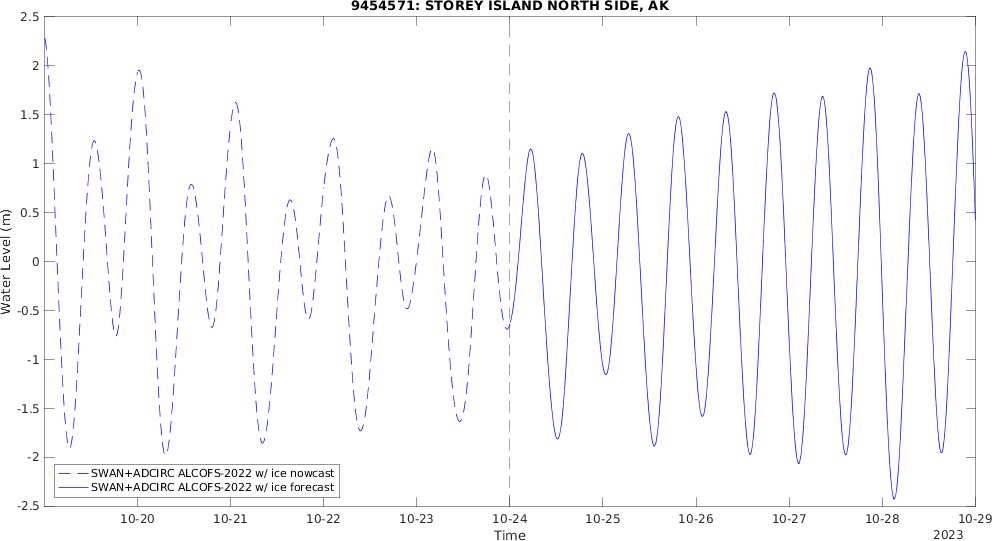 9454571: STOREY ISLAND NORTH SIDE, AK
2.5
2
1.5
1
0.5
0
-0.5
-1
-1.5
-2
-2.5
Water Level (m)
SWAN+ADCIRC ALCOFS-2022 w/ ice nowcast
SWAN+ADCIRC ALCOFS-2022 w/ ice forecast
10-20 10-21 10-22 10-23 10-24 10-25 10-26 10-27 10-28 10-29
Time
2023